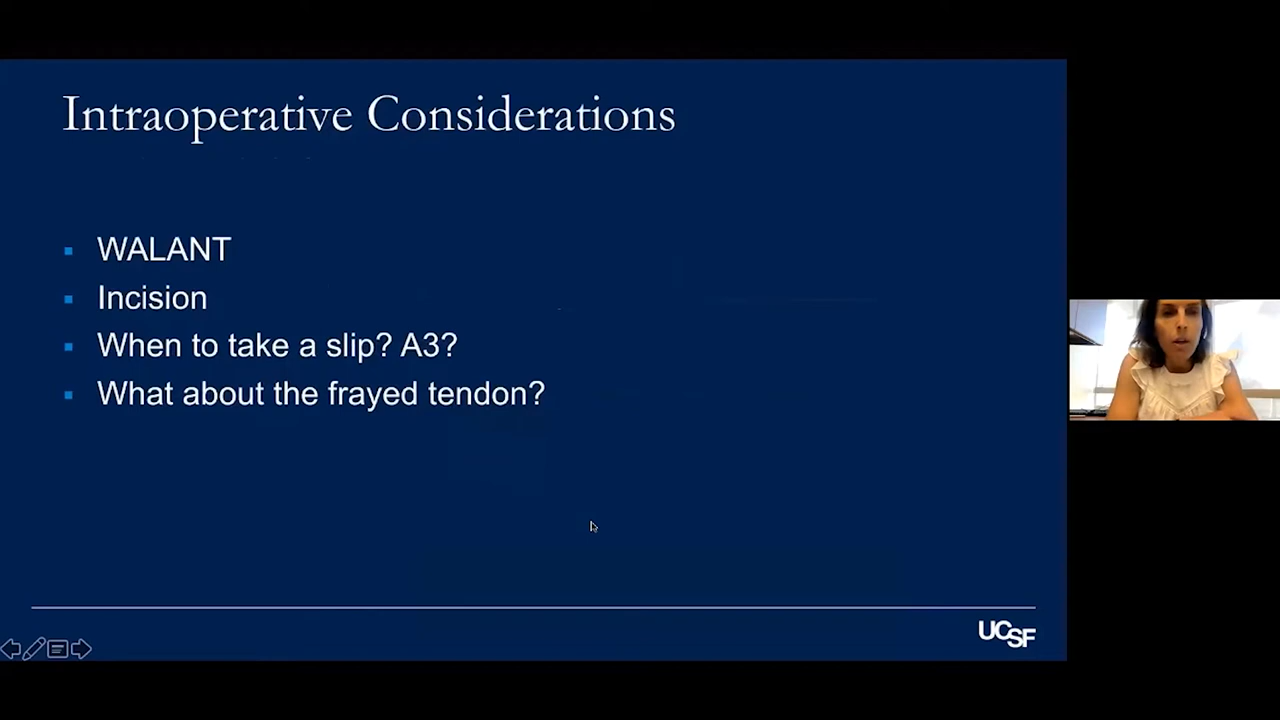 Intraoperative Considerations
WALANT
Incision
When to take a slip? A3?
What about the frayed tendon?
UCSF